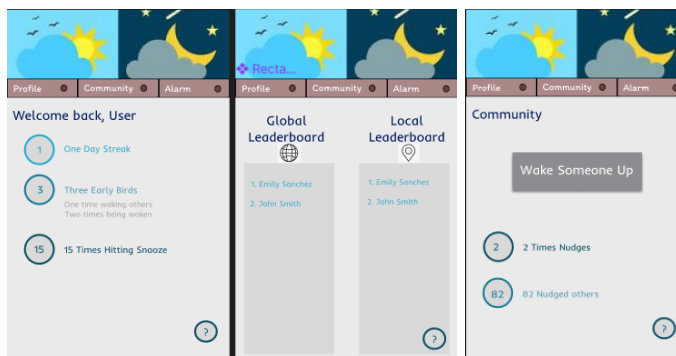 Profile Community Alarm
Welcome back, User
1 One Day Streak
3 Three Early Birds
One time waking others
Two times being woken
15 15 Times Hitting Snooze
?
Recta...
Profile Community Alarm
Global Leaderboard
1. Emily Sanchez
2. John Smith
Local Leaderboard
1. Emily Sanchez
2. John Smith
?
Profile Community Alarm
Community
Wake Someone Up
2 2 Times Nudges
82 82 Nudged others
?